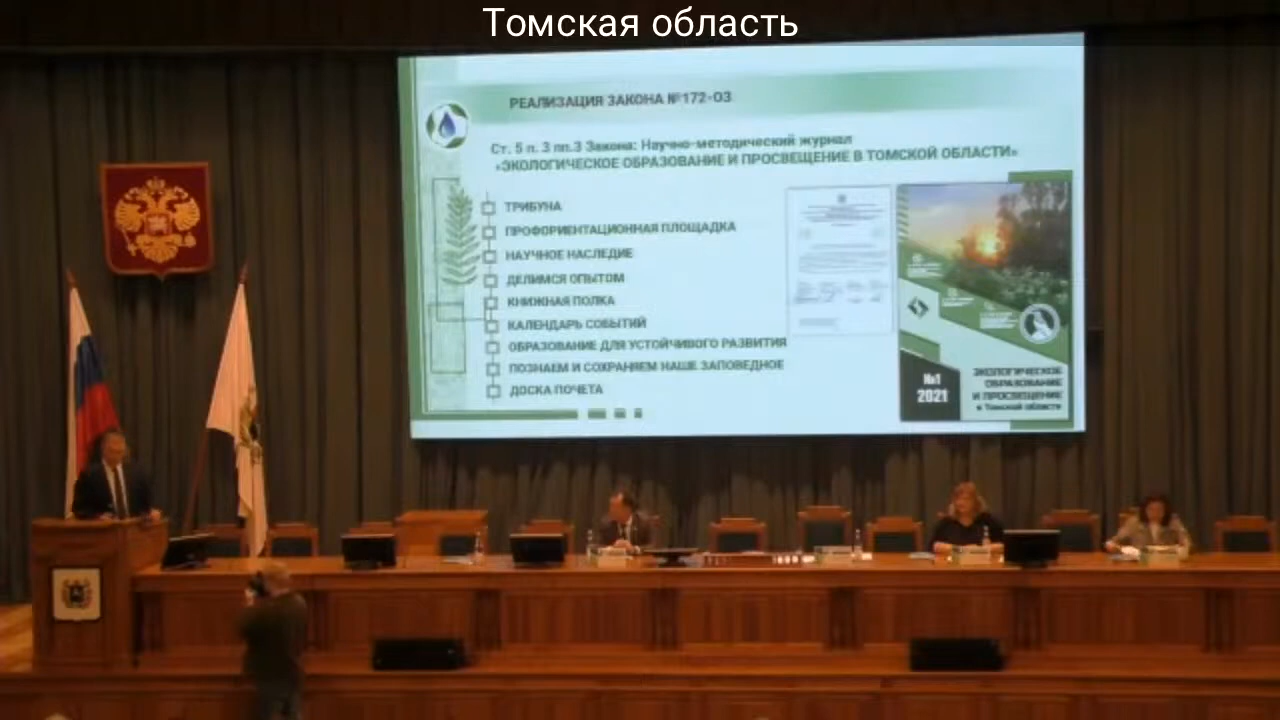 Томская область
РЕАЛИЗАЦИЯ ЗАКОНА №172-ОЗ
Ст. 5 п. 3 пп.3 Закона: Научно-методический журнал
«ЭКОЛОГИЧЕСКОЕ ОБРАЗОВАНИЕ И ПРОСВЕЩЕНИЕ В ТОМСКОЙ ОБЛАСТИ»
ТРИБУНА
ПРОФОРИЕНТАЦИОННАЯ ПЛОЩАДКА
НАУЧНОЕ НАСЛЕДИЕ
ДЕЛИМСЯ ОПЫТОМ
КНИЖНАЯ ПОЛКА
КАЛЕНДАРЬ СОБЫТИЙ
ОБРАЗОВАНИЕ ДЛЯ УСТОЙЧИВОГО РАЗВИТИЯ
ПОЗНАЕМ И СОХРАНЯЕМ НАШЕ ЗАПОВЕДНОЕ
ДОСКА ПОЧЕТА
№1
2021
ЭКОЛОГИЧЕСКОЕ
ОБРАЗОВАНИЕ
И ПРОСВЕЩЕНИЕ
в Томской области